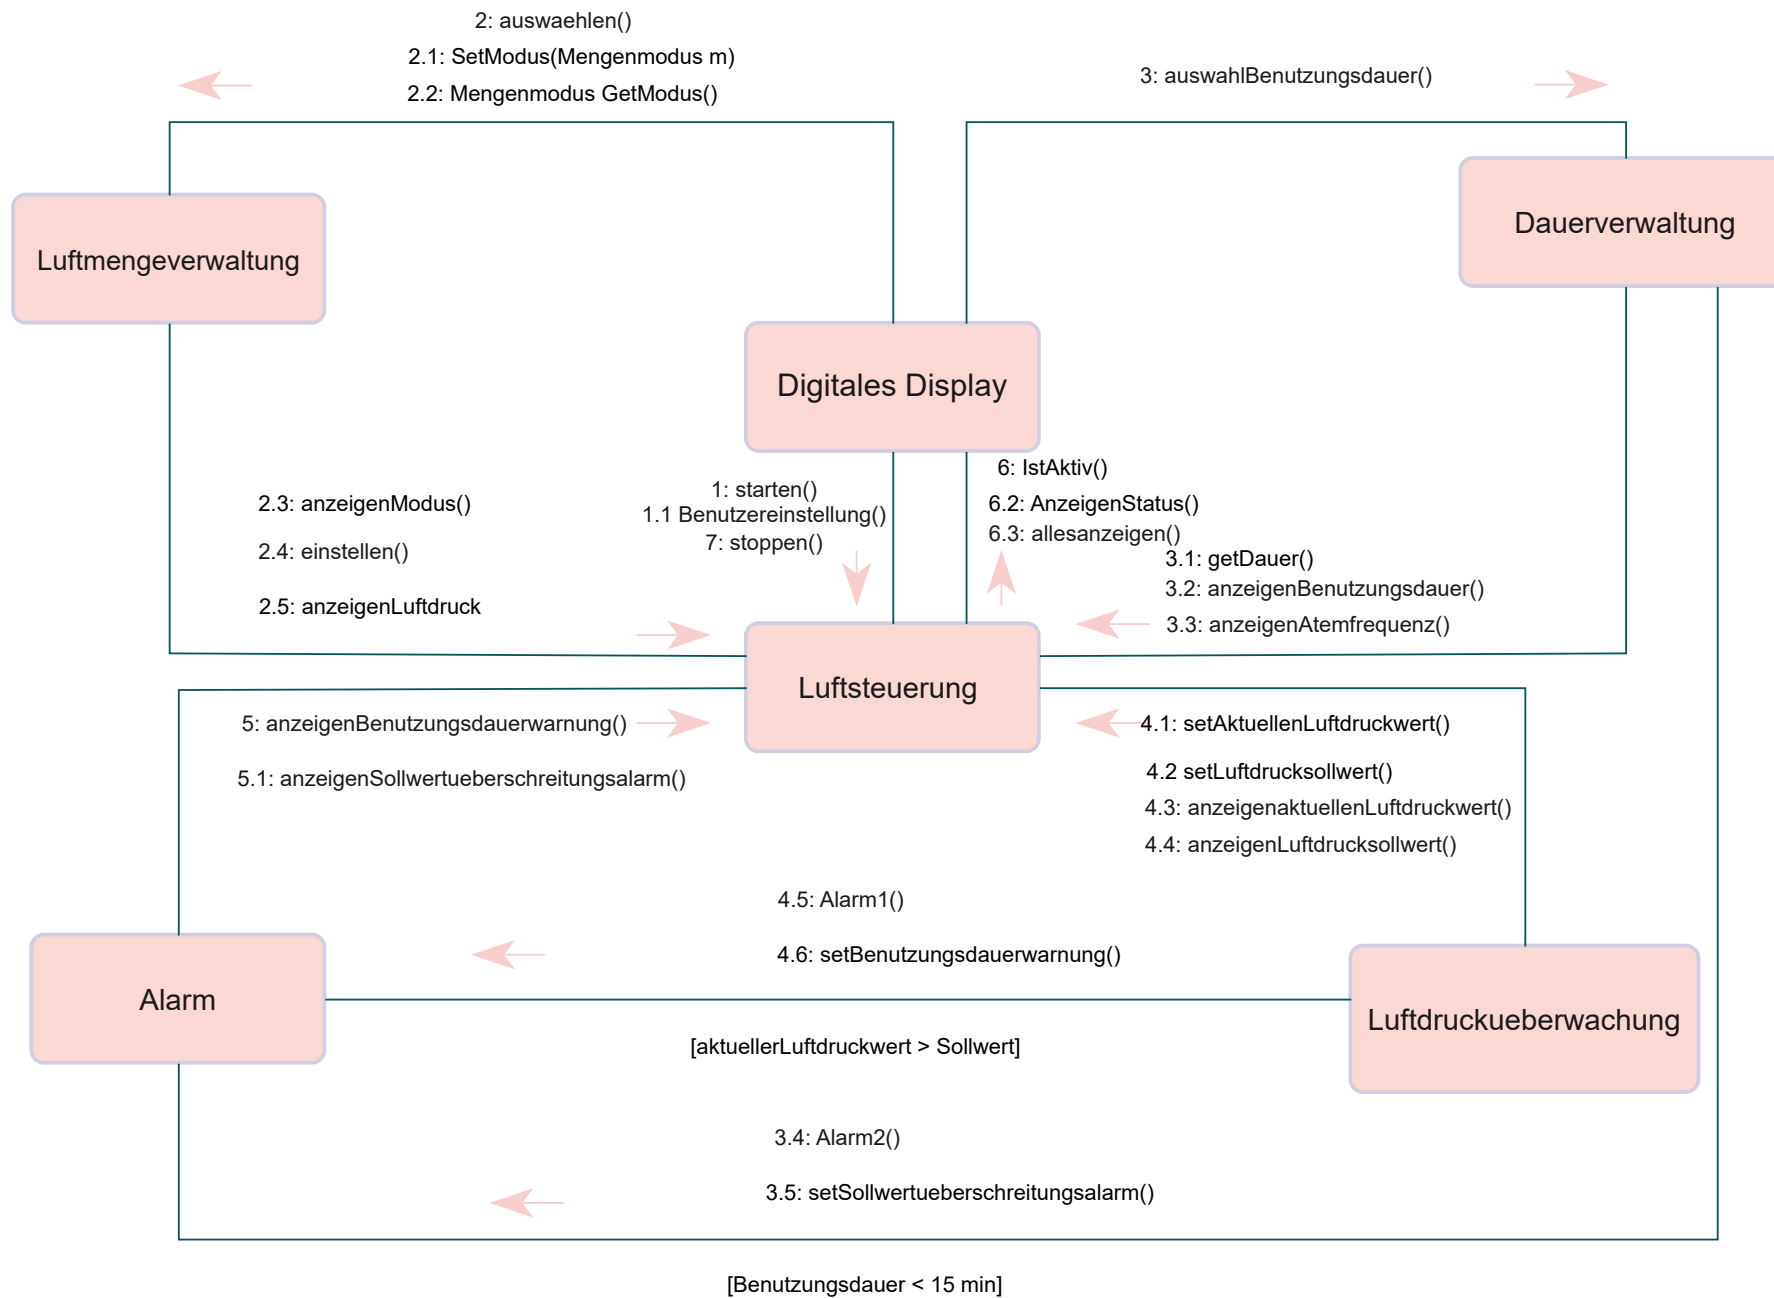 2: auswaehlen()
2.1: SetModus(Mengenmodus m)
2.2: Mengenmodus GetModus()
3: auswahlBenutzungsdauer()
Luftmengeverwaltung
Dauerverwaltung
Digitales Display
2.3: anzeigenModus()
2.4: einstellen()
2.5: anzeigenLuftdruck
1: starten()
1.1 Benutzereinstellung()
7: stoppen()
6: IstAktiv()
6.2: AnzeigenStatus()
6.3: allesanzeigen()
3.1: getDauer()
3.2: anzeigenBenutzungsdauer()
3.3: anzeigenAtemfrequenz()
Luftsteuerung
5: anzeigenBenutzungsdauerwarnung()
5.1: anzeigenSollwertueberschreitungsalarm()
4.1: setAktuellenLuftdruckwert()
4.2 setLuftdrucksollwert()
4.3: anzeigenaktuellenLuftdruckwert()
4.4: anzeigenLuftdrucksollwert()
4.5: Alarm1()
4.6: setBenutzungsdauerwarnung()
Alarm
Luftdruckueberwachung
[aktuellerLuftdruckwert > Sollwert]
3.4: Alarm2()
3.5: setSollwertueberschreitungsalarm()
[Benutzungsdauer < 15 min]